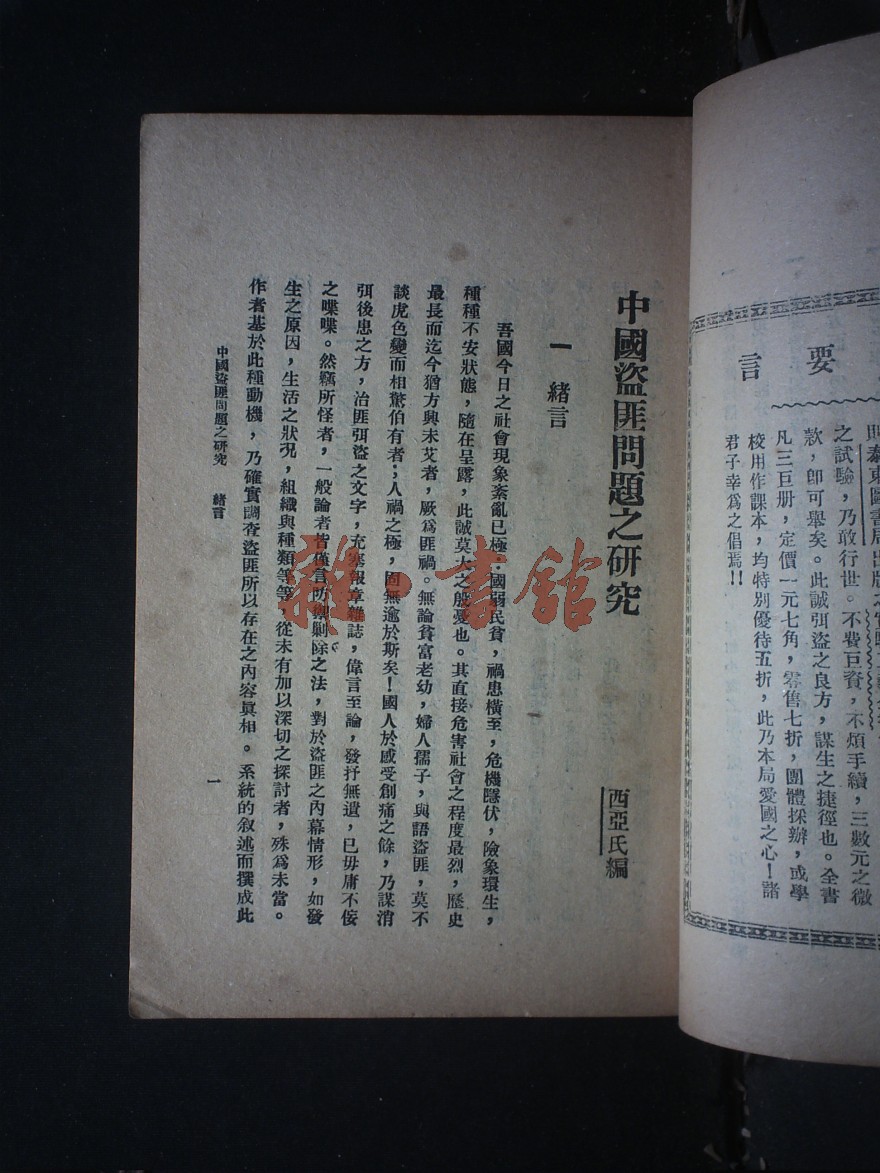 要言
之試驗，乃敢行世。不費巨資，不煩手續，三數元之微
款，卽可舉矣。此誠弭盜之良方，謀生之捷徑也。全書
凡三巨册，定價一元七角，零售七折，團體採辦，或學
校用作課本，均特別優待五折，此乃本局愛國之心！諸
君子幸爲之倡焉!!
中國盜匪問題之研究
西亞氏編
一 緒言
吾國今日之社會現象紊亂已極：國弱民貧，禍患橫至，危機隱伏，險象環生，
種種不安狀態，隨在呈露，此誠莫大之殷憂也。其直接危害社會之程度最烈，歷史
最長而迄今猶方興未艾者，厥爲匪禍。無論貧富老幼，婦人孺子，與語盜匪，莫不
談虎色變而相驚伯有者；人禍之極，固無逾於斯矣！國人於感受創痛之餘，乃謀消
弭後患之方，治匪弭盜之文字，充塞報章雜誌，偉言至論，發抒無遺，已毋庸不侫
之喋喋。然竊所怪者，一般論者皆僅言防禦剿除之法，對於盜匪之內幕情形，如發
生之原因，生活之狀況，組織與種類等等，從未有加以深切之探討者，殊爲未當。
作者基於此種動機，乃確實調查盜匪所以存在之內容眞相。系統的叙述而撰成此
中國盜匪問題之研究 緒言
一
雜·書館